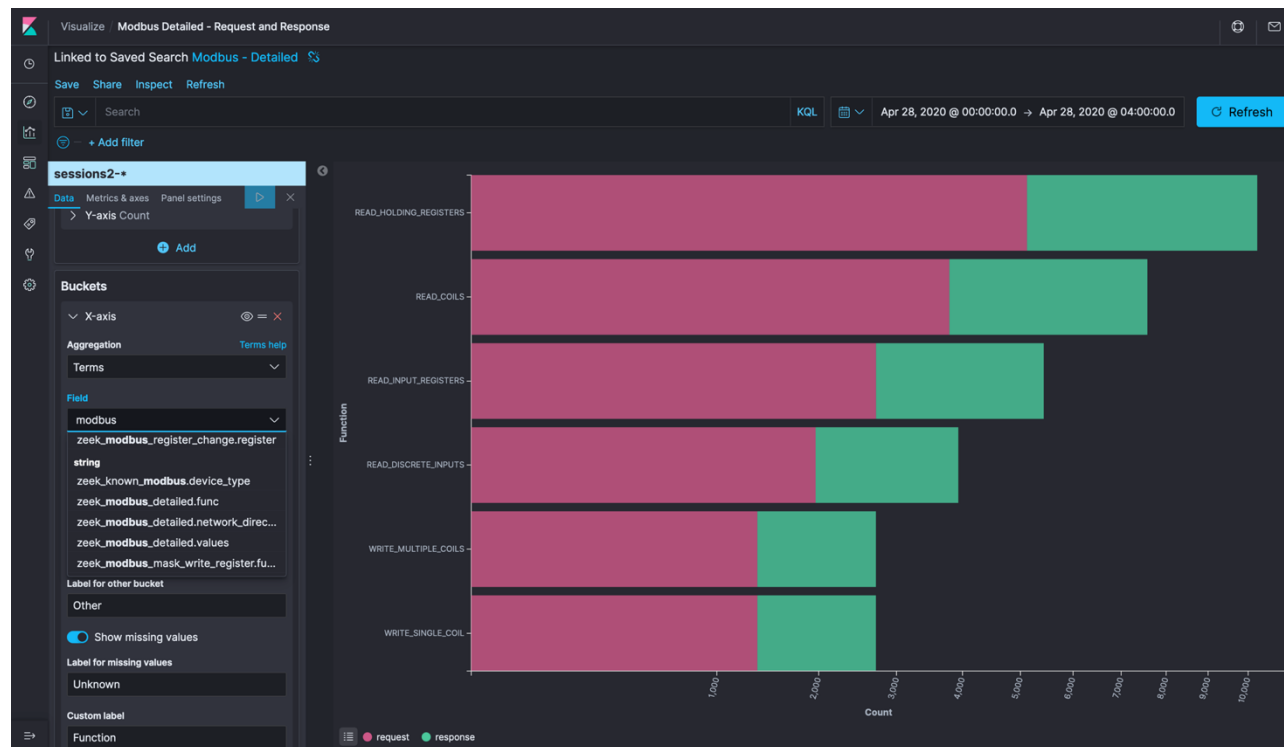 Visualize / Modbus Detailed - Request and Response
Linked to Saved Search Modbus - Detailed
Save Share Inspect Refresh
Search KQL Apr 28, 2020 @ 00:00:00.0 → Apr 28, 2020 @ 04:00:00.0 Refresh
+ Add filter
sessions2-*
Data Metrics & axes Panel settings
Y-axis Count
Add
Buckets
X-axis
Aggregation Terms help
Terms
Field
modbus
zeek_modbus_register_change.register
string
zeek_known_modbus.device_type
zeek_modbus_detailed.func
zeek_modbus_detailed.network_direc...
zeek_modbus_detailed.values
zeek_modbus_mask_write_register.fu...
Label for other bucket
Other
Show missing values
Label for missing values
Unknown
Custom label
Function
Function
READ_HOLDING_REGISTERS
READ_COILS
READ_INPUT_REGISTERS
READ_DISCRETE_INPUTS
WRITE_MULTIPLE_COILS
WRITE_SINGLE_COIL
1,000 2,000 3,000 4,000 5,000 6,000 7,000 8,000 9,000 10,000
Count
request response